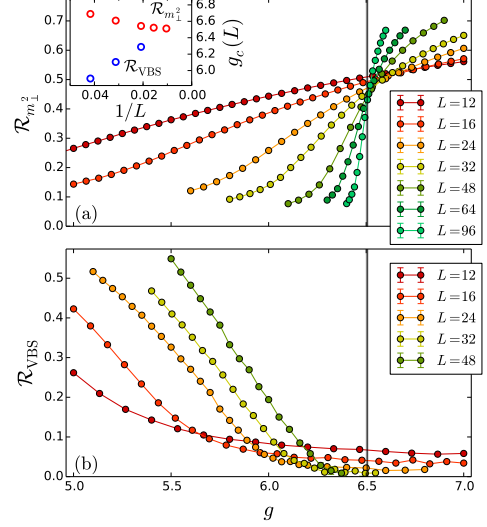 0.7
0.6
0.5
0.4
0.3
0.2
0.1
0.0
R_{m_⊥^2}
R_{m_⊥^2}
R_VBS
6.8
6.6
6.4
6.2
6.0
g_c(L)
0.04
0.02
0.00
1/L
(a)
L=12
L=16
L=24
L=32
L=48
L=64
L=96
0.5
0.4
0.3
0.2
0.1
0.0
R_VBS
(b)
L=12
L=16
L=24
L=32
L=48
5.0
5.5
6.0
6.5
7.0
g